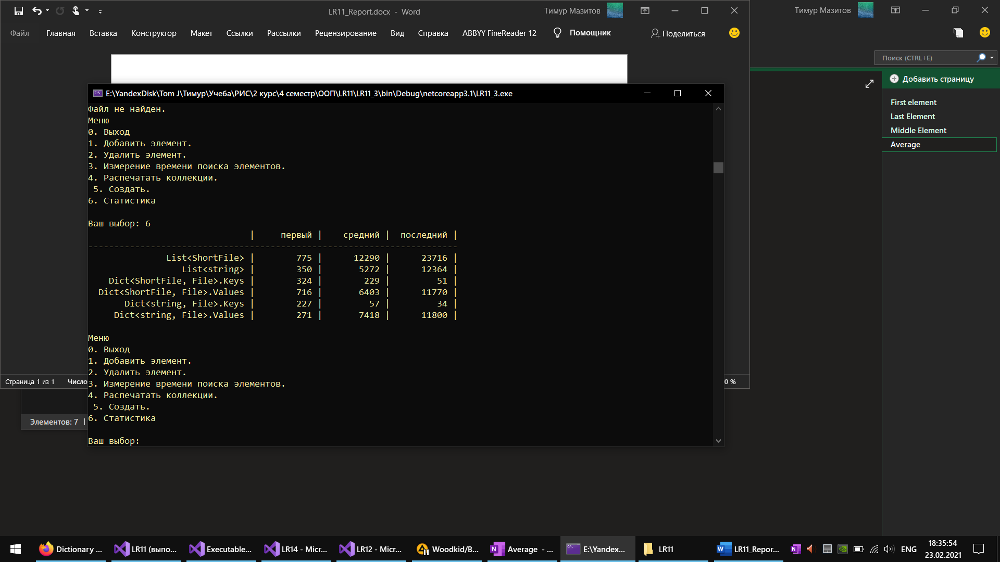 LR11_Report.docx - Word
Тимур Мазитов
Тимур Мазитов
Файл Главная Вставка Конструктор Макет Ссылки Рассылки Рецензирование Вид Справка ABBYY FineReader 12 Помощник Поделиться
Поиск (CTRL+E)
Добавить страницу
First element
Last Element
Middle Element
Average
E:\YandexDisk\Tom J\Тимур\Учеба\РИС\2 курс\4 семестр\ООП\LR11\LR11_3\bin\Debug\netcoreapp3.1\LR11_3.exe
Файл не найден.
Меню
0. Выход
1. Добавить элемент.
2. Удалить элемент.
3. Измерение времени поиска элементов.
4. Распечатать коллекции.
5. Создать.
6. Статистика
Ваш выбор: 6
| первый | средний | последний |
-----------------------------------------------------------------------
List<ShortFile> | 775 | 12290 | 23716 |
List<string> | 350 | 5272 | 12364 |
Dict<ShortFile, File>.Keys | 324 | 229 | 51 |
Dict<ShortFile, File>.Values | 716 | 6403 | 11770 |
Dict<string, File>.Keys | 227 | 57 | 34 |
Dict<string, File>.Values | 271 | 7418 | 11800 |
Меню
0. Выход
1. Добавить элемент.
2. Удалить элемент.
3. Измерение времени поиска элементов.
4. Распечатать коллекции.
5. Создать.
6. Статистика
Ваш выбор:
Страница 1 из 1 Число
0 %
Элементов: 7
Dictionary ... LR11 (выпо... Executable... LR14 - Micr... LR12 - Micr... Woodkid/B... Average - ... E:\Yandex... LR11 LR11_Repor... ENG
18:35:54
23.02.2021